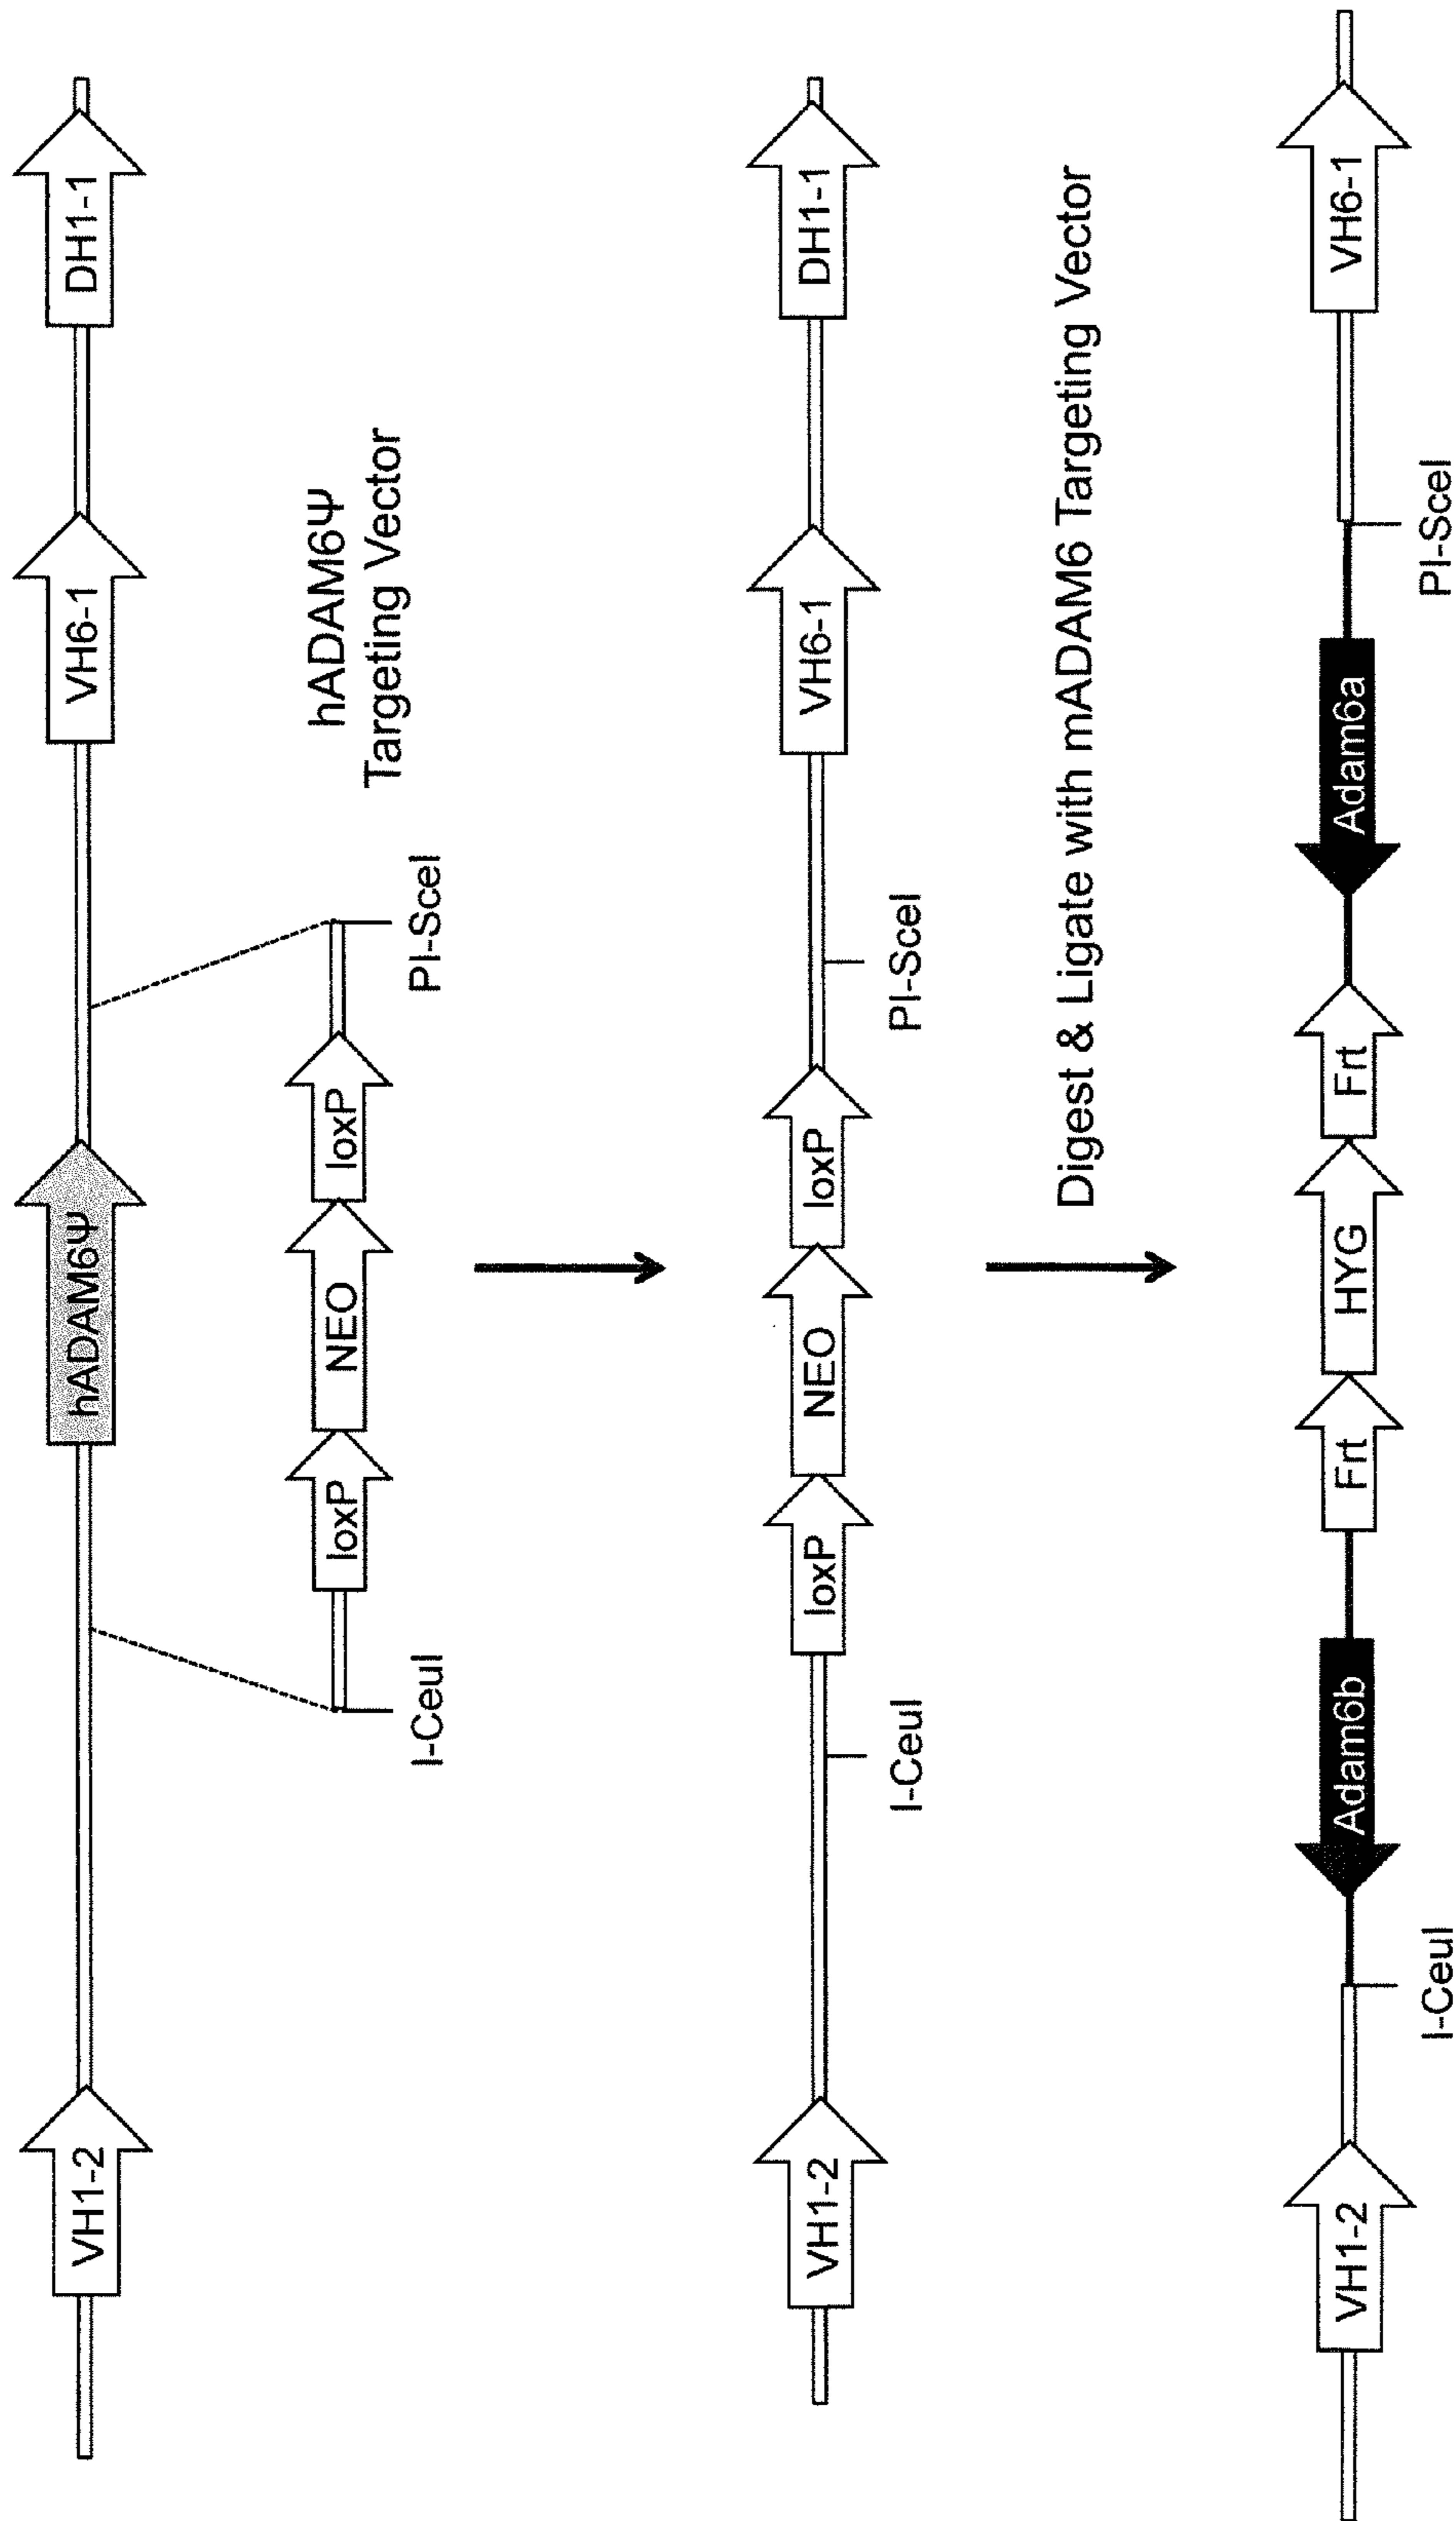 VH1-2
hADAM6Ψ
VH6-1
DH1-1
loxP
NEO
loxP
I-CeuI
PI-SceI
hADAM6Ψ
Targeting Vector
VH1-2
loxP
NEO
loxP
VH6-1
DH1-1
I-CeuI
PI-SceI
Digest & Ligate with mADAM6 Targeting Vector
VH1-2
Adam6b
Frt
HYG
Frt
Adam6a
VH6-1
I-CeuI
PI-SceI